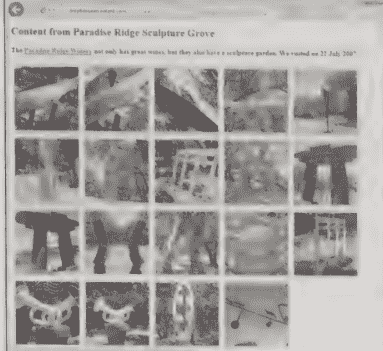 Content from Paradise Ridge Sculpture Grove
The Paradise Ridge Winery not only has great wines, but they also have a sculpture garden. We visited on 22 July 200